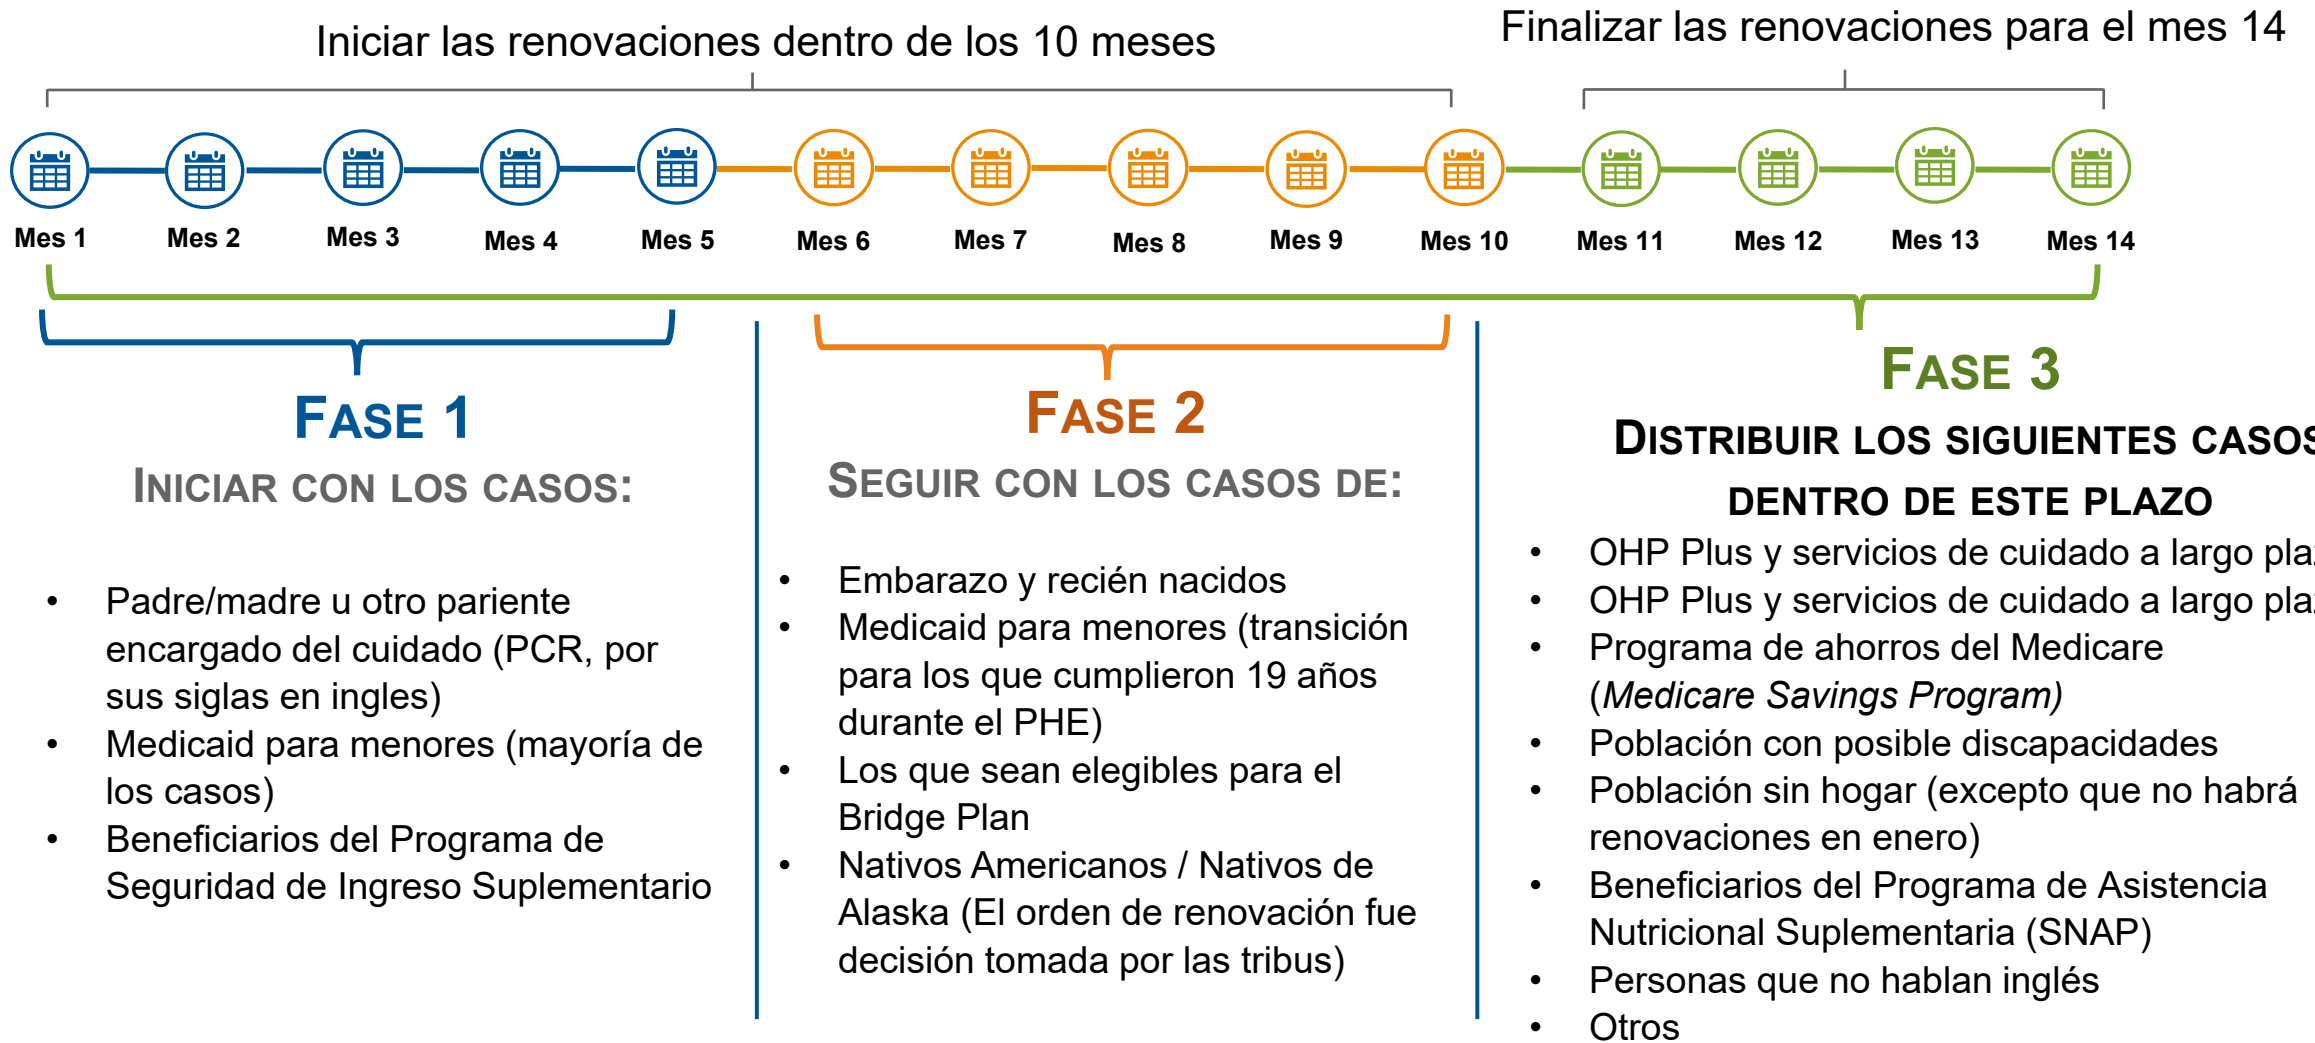 Iniciar las renovaciones dentro de los 10 meses
Finalizar las renovaciones para el mes 14
Mes 1
Mes 2
Mes 3
Mes 4
Mes 5
Mes 6
Mes 7
Mes 8
Mes 9
Mes 10
Mes 11
Mes 12
Mes 13
Mes 14
FASE 1
INICIAR CON LOS CASOS:
• Padre/madre u otro pariente
encargado del cuidado (PCR, por
sus siglas en ingles)
• Medicaid para menores (mayoría de
los casos)
• Beneficiarios del Programa de
Seguridad de Ingreso Suplementario
FASE 2
SEGUIR CON LOS CASOS DE:
• Embarazo y recién nacidos
• Medicaid para menores (transición
para los que cumplieron 19 años
durante el PHE)
• Los que sean elegibles para el
Bridge Plan
• Nativos Americanos / Nativos de
Alaska (El orden de renovación fue
decisión tomada por las tribus)
FASE 3
DISTRIBUIR LOS SIGUIENTES CASOS
DENTRO DE ESTE PLAZO
• OHP Plus y servicios de cuidado a largo
• OHP Plus y servicios de cuidado a largo
• Programa de ahorros del Medicare
(Medicare Savings Program)
• Población con posible discapacidades
• Población sin hogar (excepto que no habrá
renovaciones en enero)
• Beneficiarios del Programa de Asistencia
Nutricional Suplementaria (SNAP)
• Personas que no hablan inglés
• Otros